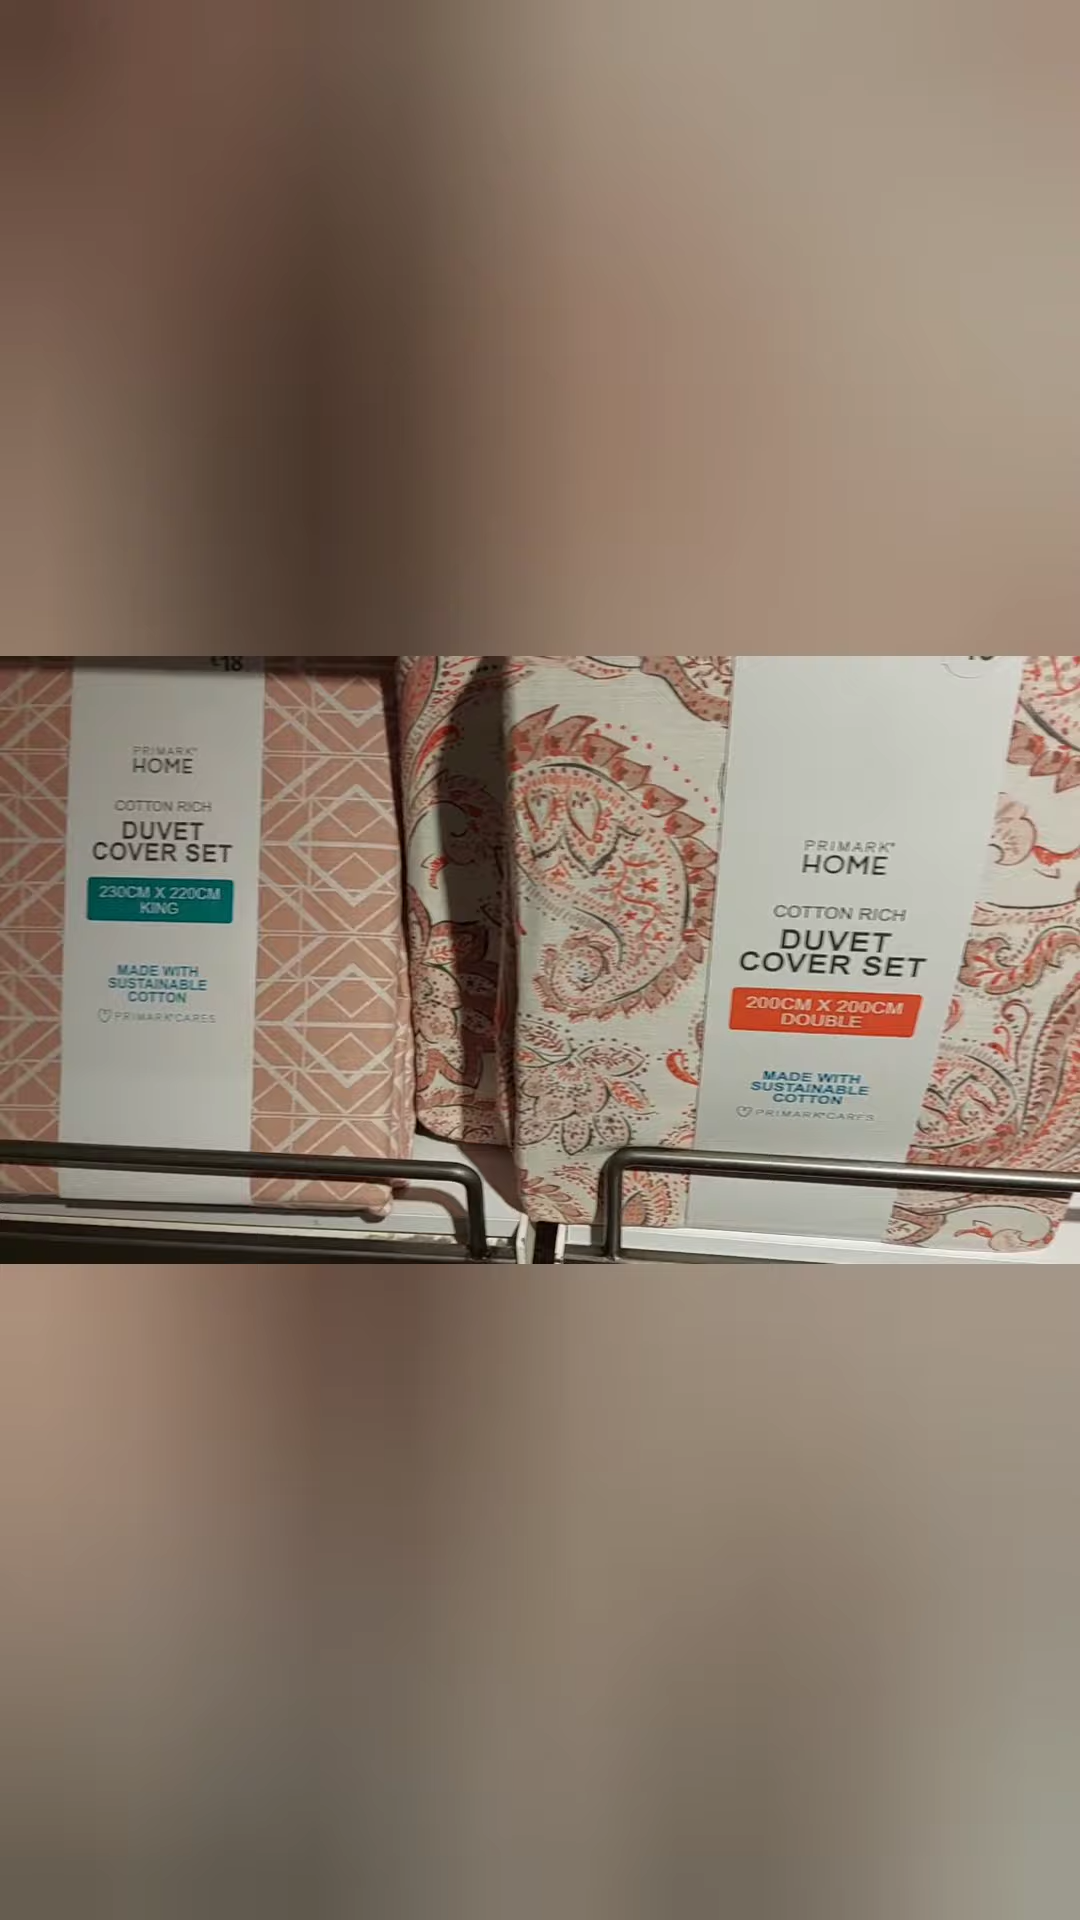 £18
PRIMARK®
HOME
COTTON RICH
DUVET
COVER SET
230CM X 220CM
KING
MADE WITH
SUSTAINABLE
COTTON
PRIMARK®CARES
PRIMARK®
HOME
COTTON RICH
DUVET
COVER SET
200CM X 200CM
DOUBLE
MADE WITH
SUSTAINABLE
COTTON
PRIMARK®CARES